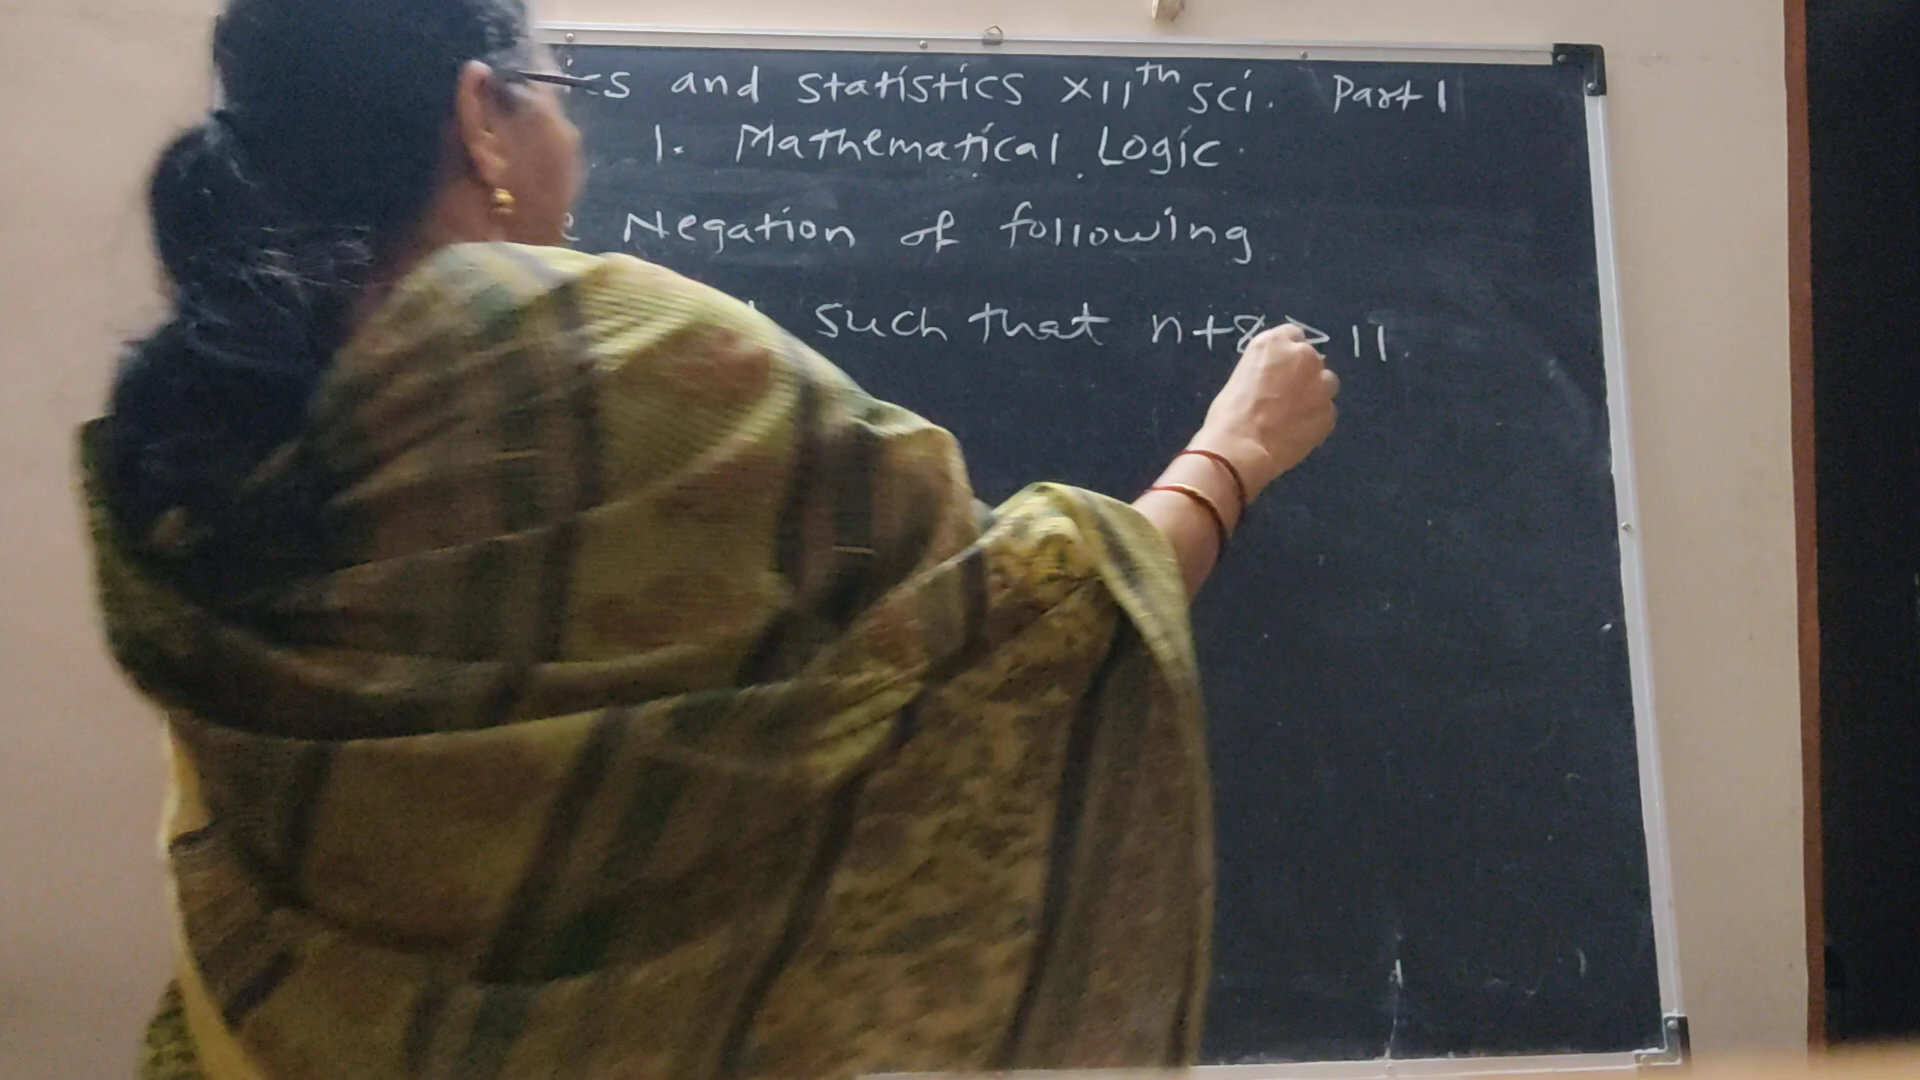 and Statistics XIIth Sci. Part 1
1. Mathematical Logic.
Negation of following
such that n+8 ≥ 11.